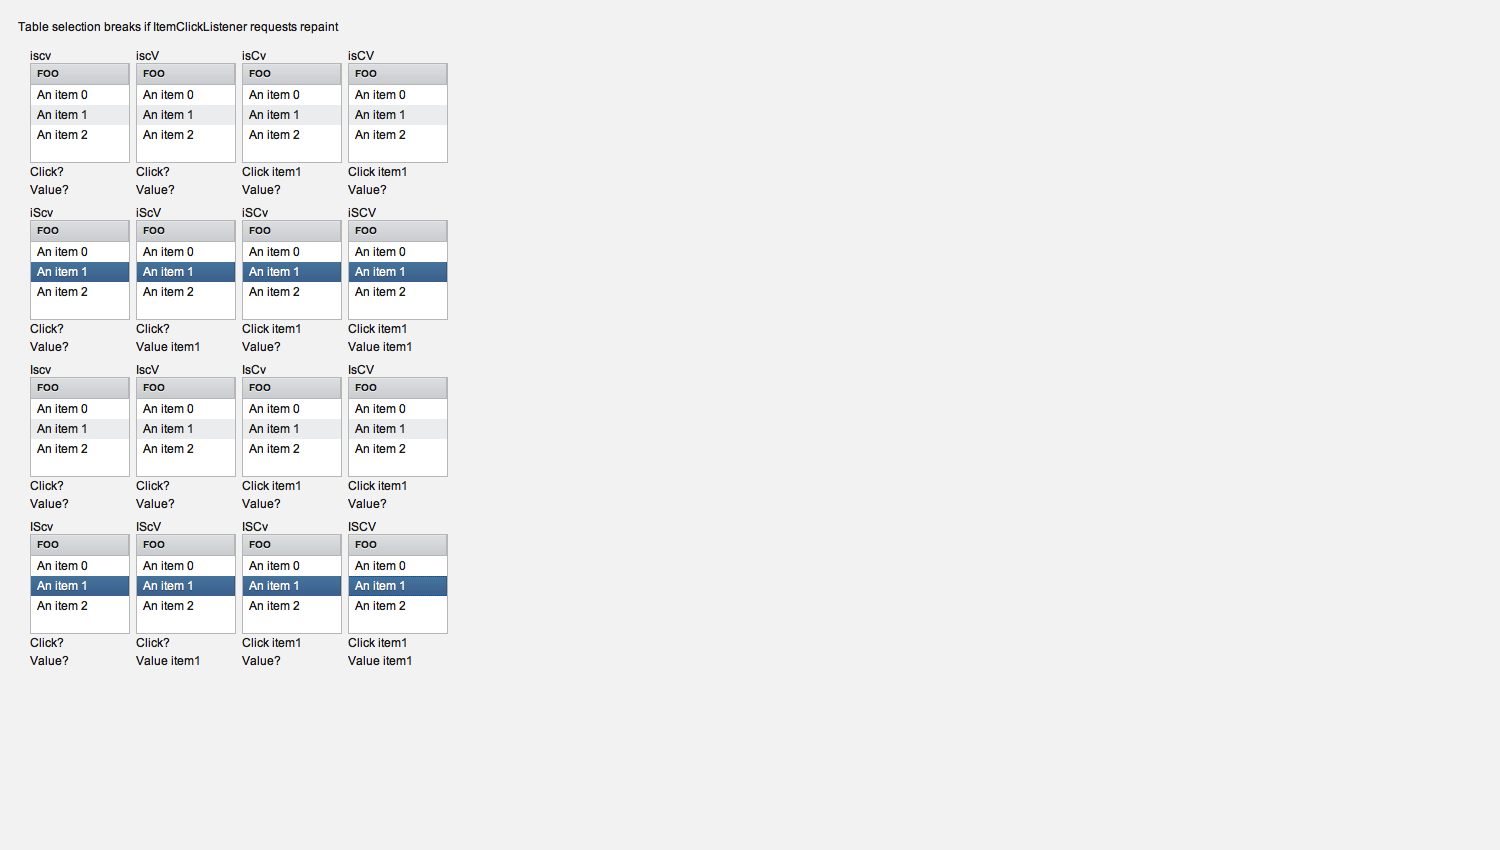 Table selection breaks if ItemClickListener requests repaint
iscv iscV isCv isCV
FOO FOO FOO FOO
An item 0 An item 0 An item 0 An item 0
An item 1 An item 1 An item 1 An item 1
An item 2 An item 2 An item 2 An item 2
Click? Click? Click item1 Click item1
Value? Value? Value? Value?
iScv iScV iSCv iSCV
FOO FOO FOO FOO
An item 0 An item 0 An item 0 An item 0
An item 1 An item 1 An item 1 An item 1
An item 2 An item 2 An item 2 An item 2
Click? Click? Click item1 Click item1
Value? Value item1 Value? Value item1
Iscv IscV IsCv IsCV
FOO FOO FOO FOO
An item 0 An item 0 An item 0 An item 0
An item 1 An item 1 An item 1 An item 1
An item 2 An item 2 An item 2 An item 2
Click? Click? Click item1 Click item1
Value? Value? Value? Value?
IScv IScV ISCv ISCV
FOO FOO FOO FOO
An item 0 An item 0 An item 0 An item 0
An item 1 An item 1 An item 1 An item 1
An item 2 An item 2 An item 2 An item 2
Click? Click? Click item1 Click item1
Value? Value item1 Value? Value item1